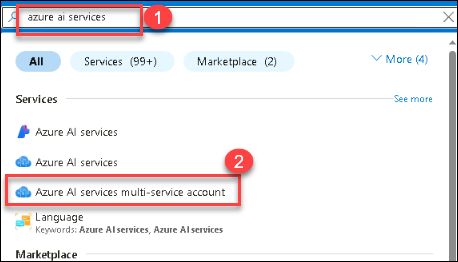 azure ai services
1
All
Services (99+)
Marketplace (2)
More (4)
Services
See more
Azure AI services
Azure AI services
2
Azure AI services multi-service account
Language
Keywords: Azure AI services, Azure AI services
Marketplace